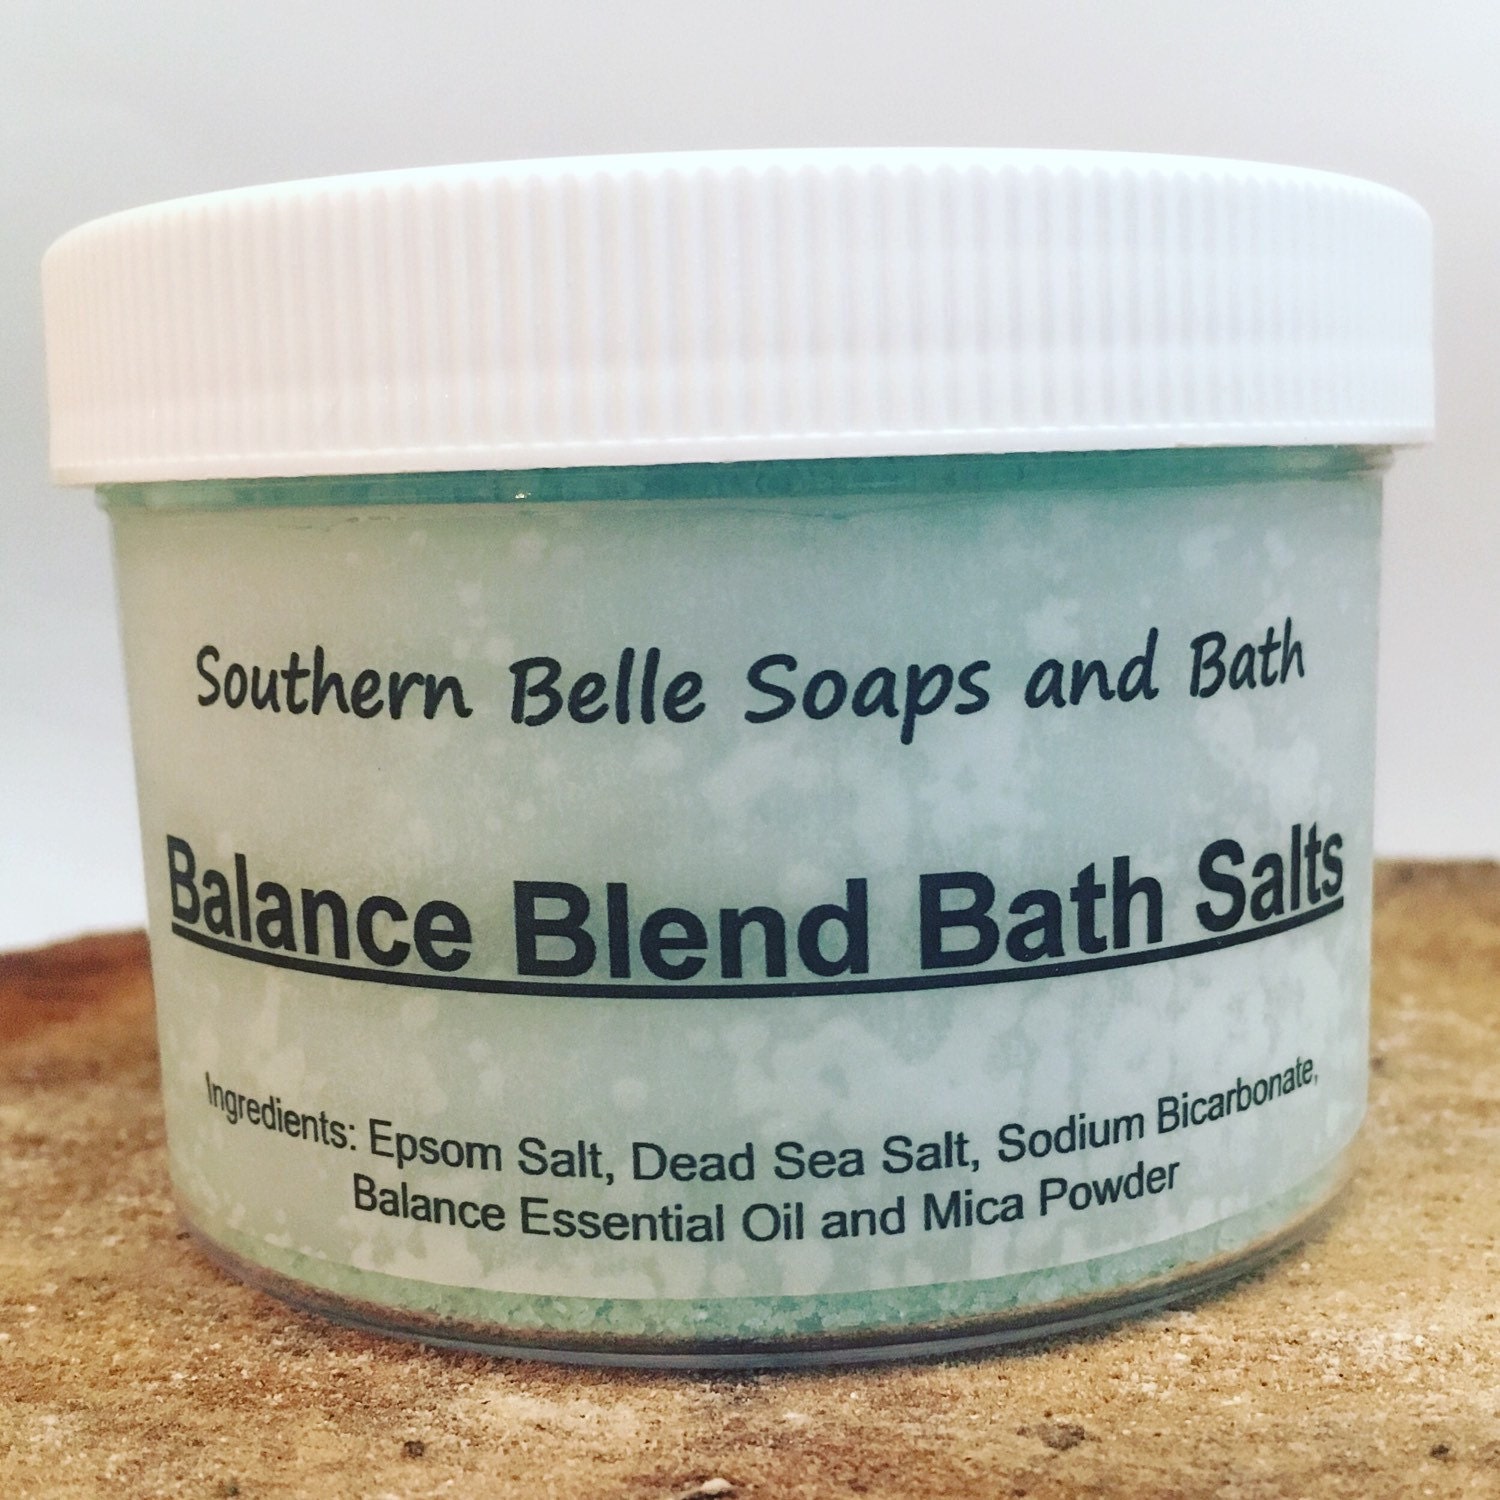 Southern Belle Soaps and Bath
Balance Blend Bath Salts
Ingredients: Epsom Salt, Dead Sea Salt, Sodium Bicarbonate,
Balance Essential Oil and Mica Powder